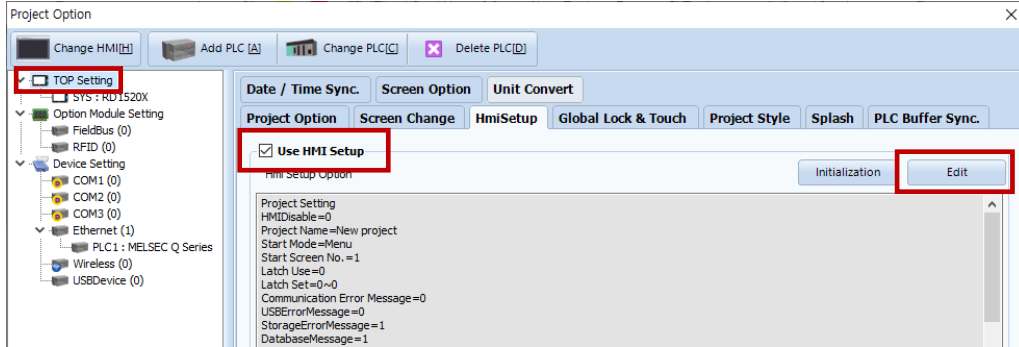 Project Option
Change HMI[H] Add PLC [A] Change PLC[C] Delete PLC[D]
TOP Setting
SYS : RD1520X
Option Module Setting
FieldBus (0)
RFID (0)
Device Setting
COM1 (0)
COM2 (0)
COM3 (0)
Ethernet (1)
PLC1 : MELSEC Q Series
Wireless (0)
USBDevice (0)
Date / Time Sync. Screen Option Unit Convert
Project Option Screen Change HmiSetup Global Lock & Touch Project Style Splash PLC Buffer Sync.
Use HMI Setup
Hmi Setup Option
Initialization Edit
Project Setting
HMIDisable=0
Project Name=New project
Start Mode=Menu
Start Screen No.=1
Latch Use=0
Latch Set=0~0
Communication Error Message=0
USBErrorMessage=0
StorageErrorMessage=1
DatabaseMessage=1